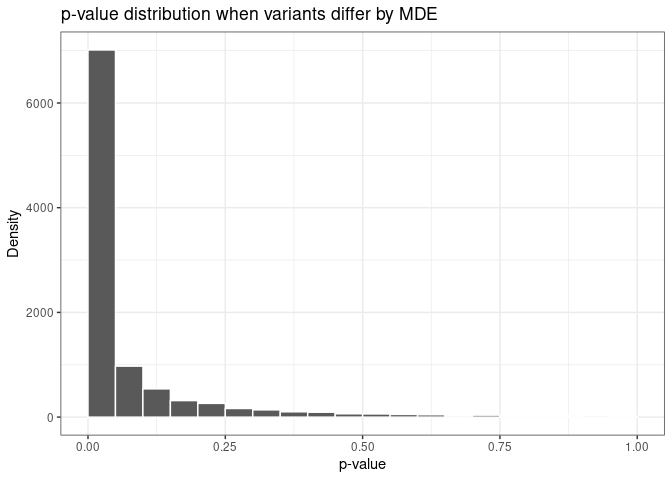 p-value distribution when variants differ by MDE
Density
6000
4000
2000
0
0.00 0.25 0.50 0.75 1.00
p-value